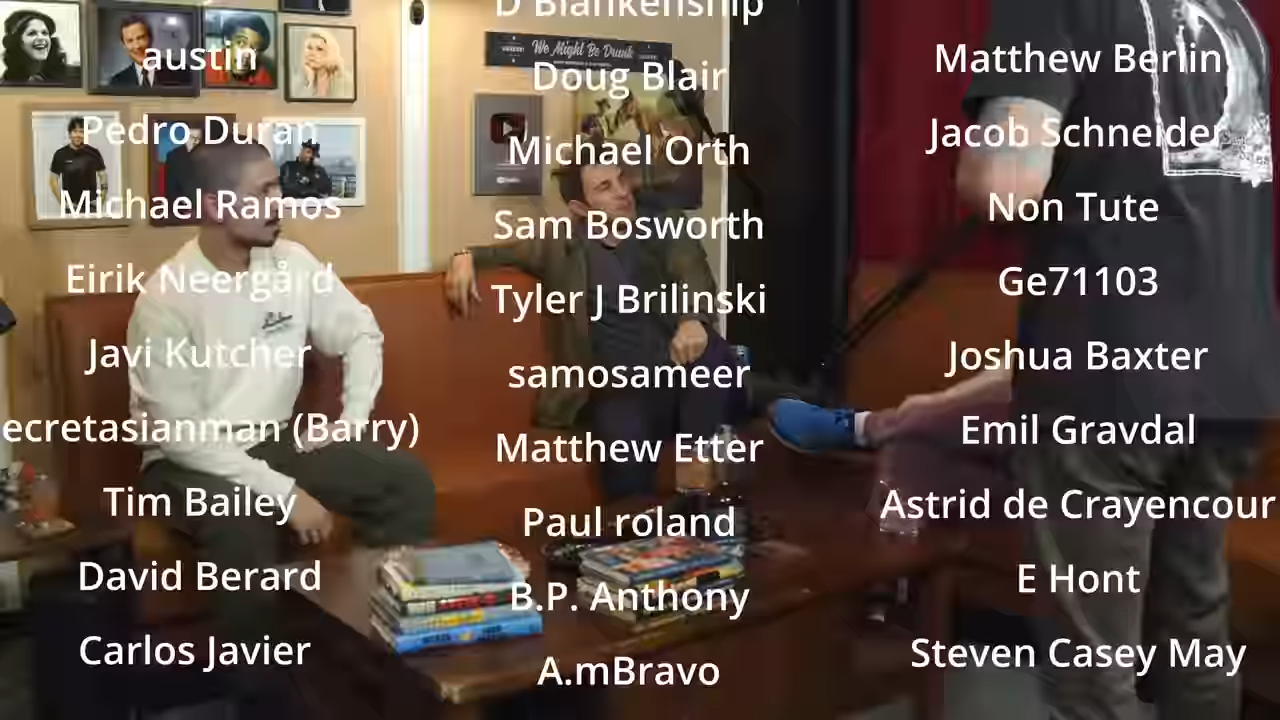 austin
Pedro Duran
Michael Ramos
Eirik Neergård
Javi Kutcher
ecretasianman (Barry)
Tim Bailey
David Berard
Carlos Javier
D Blankenship
We Might Be Drunk
Doug Blair
Michael Orth
Sam Bosworth
Tyler J Brilinski
samosameer
Matthew Etter
Paul roland
B.P. Anthony
A.mBravo
Matthew Berlin
Jacob Schneider
Non Tute
Ge71103
Joshua Baxter
Emil Gravdal
Astrid de Crayencour
E Hont
Steven Casey May